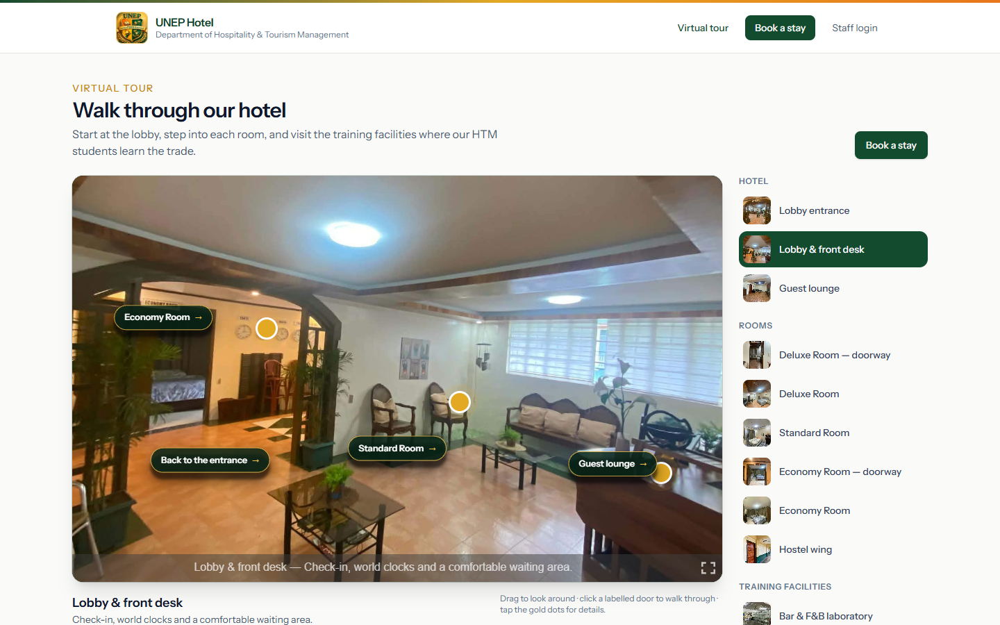 UNEP
UNEP Hotel
Department of Hospitality & Tourism Management
Virtual tour
Book a stay
Staff login
VIRTUAL TOUR
Walk through our hotel
Start at the lobby, step into each room, and visit the training facilities where our HTM
students learn the trade.
Book a stay
ECONOMY ROOM
Economy Room →
Back to the entrance →
Standard Room →
Guest lounge →
Lobby & front desk — Check-in, world clocks and a comfortable waiting area.
Lobby & front desk
Check-in, world clocks and a comfortable waiting area.
Drag to look around · click a labelled door to walk through ·
tap the gold dots for details.
HOTEL
Lobby entrance
Lobby & front desk
Guest lounge
ROOMS
Deluxe Room — doorway
Deluxe Room
Standard Room
Economy Room — doorway
Economy Room
Hostel wing
TRAINING FACILITIES
Bar & F&B laboratory